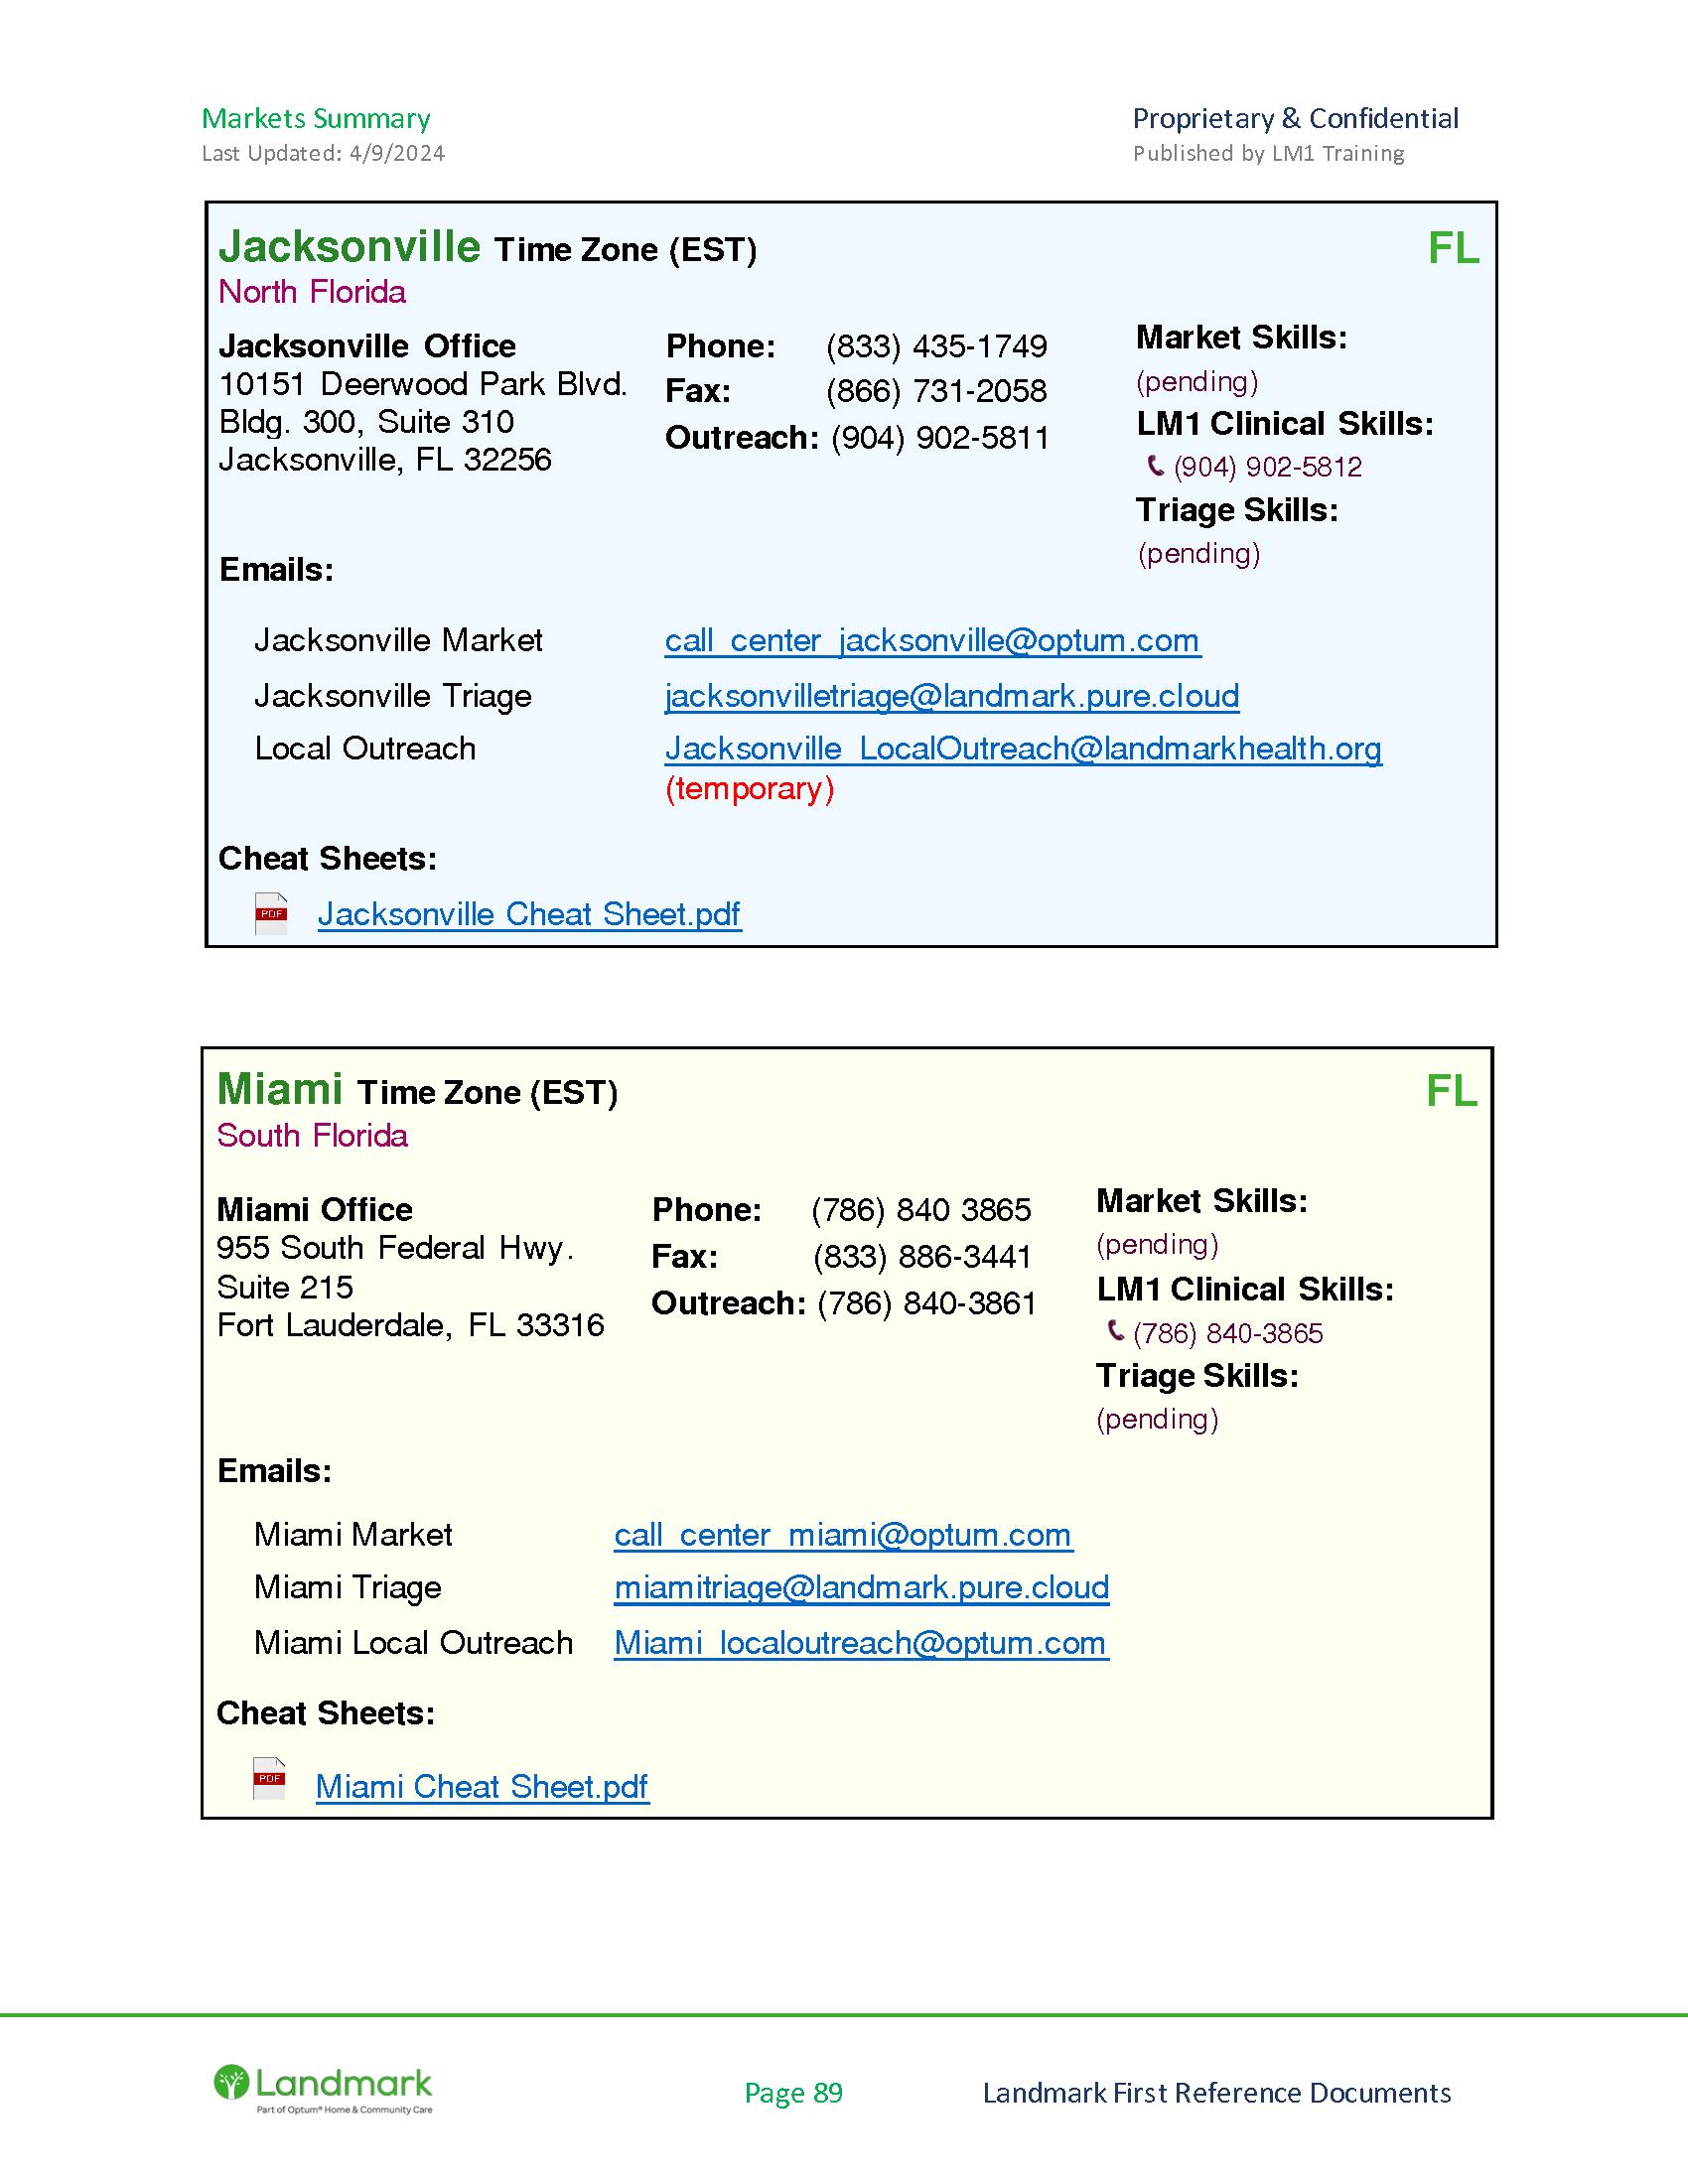 Markets Summary
Last Updated: 4/9/2024
Proprietary & Confidential
Published by LM1 Training
Jacksonville Time Zone (EST)
FL
North Florida
Jacksonville Office
10151 Deerwood Park Blvd.
Bldg. 300, Suite 310
Jacksonville, FL 32256
Phone: (833) 435-1749
Fax: (866) 731-2058
Outreach: (904) 902-5811
Market Skills:
(pending)
LM1 Clinical Skills:
(904) 902-5812
Triage Skills:
(pending)
Emails:
Jacksonville Market call_center_jacksonville@optum.com
Jacksonville Triage jacksonvilletriage@landmark.pure.cloud
Local Outreach Jacksonville_LocalOutreach@landmarkhealth.org
(temporary)
Cheat Sheets:
PDF Jacksonville Cheat Sheet.pdf
Miami Time Zone (EST)
FL
South Florida
Miami Office
955 South Federal Hwy.
Suite 215
Fort Lauderdale, FL 33316
Phone: (786) 840 3865
Fax: (833) 886-3441
Outreach: (786) 840-3861
Market Skills:
(pending)
LM1 Clinical Skills:
(786) 840-3865
Triage Skills:
(pending)
Emails:
Miami Market call_center_miami@optum.com
Miami Triage miamitriage@landmark.pure.cloud
Miami Local Outreach Miami_localoutreach@optum.com
Cheat Sheets:
PDF Miami Cheat Sheet.pdf
Landmark
Part of Optum® Home & Community Care
Page 89
Landmark First Reference Documents